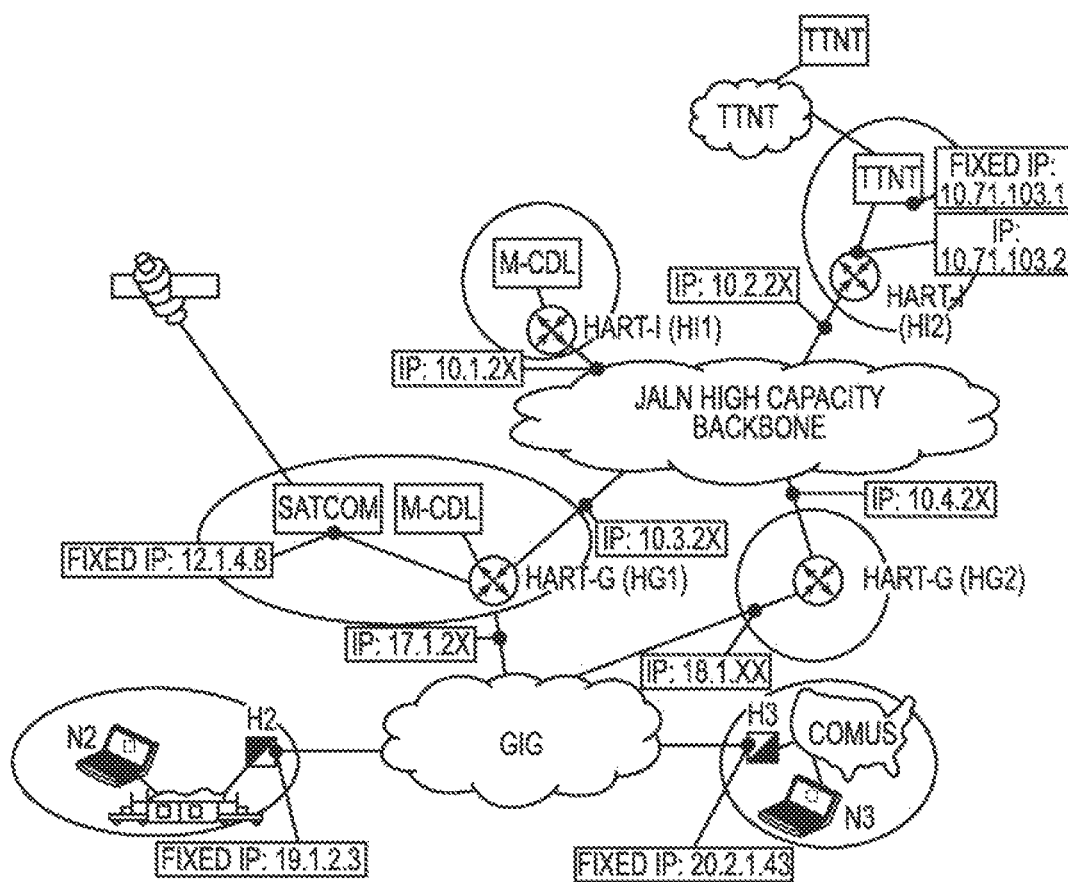 TTNT
TTNT
TTNT
FIXED IP:
10.71.103.1
IP:
10.71.103.2
M-CDL
IP: 10.2.2X
HART-I
(HI2)
HART-I (HI1)
IP: 10.1.2X
JALN HIGH CAPACITY
BACKBONE
SATCOM
M-CDL
IP: 10.4.2X
IP: 10.3.2X
FIXED IP: 12.1.4.8
HART-G (HG1)
HART-G (HG2)
IP: 17.1.2X
IP: 18.1.XX
H2
H3
N2
GIG
COMUS
N3
FIXED IP: 19.1.2.3
FIXED IP: 20.2.1.43